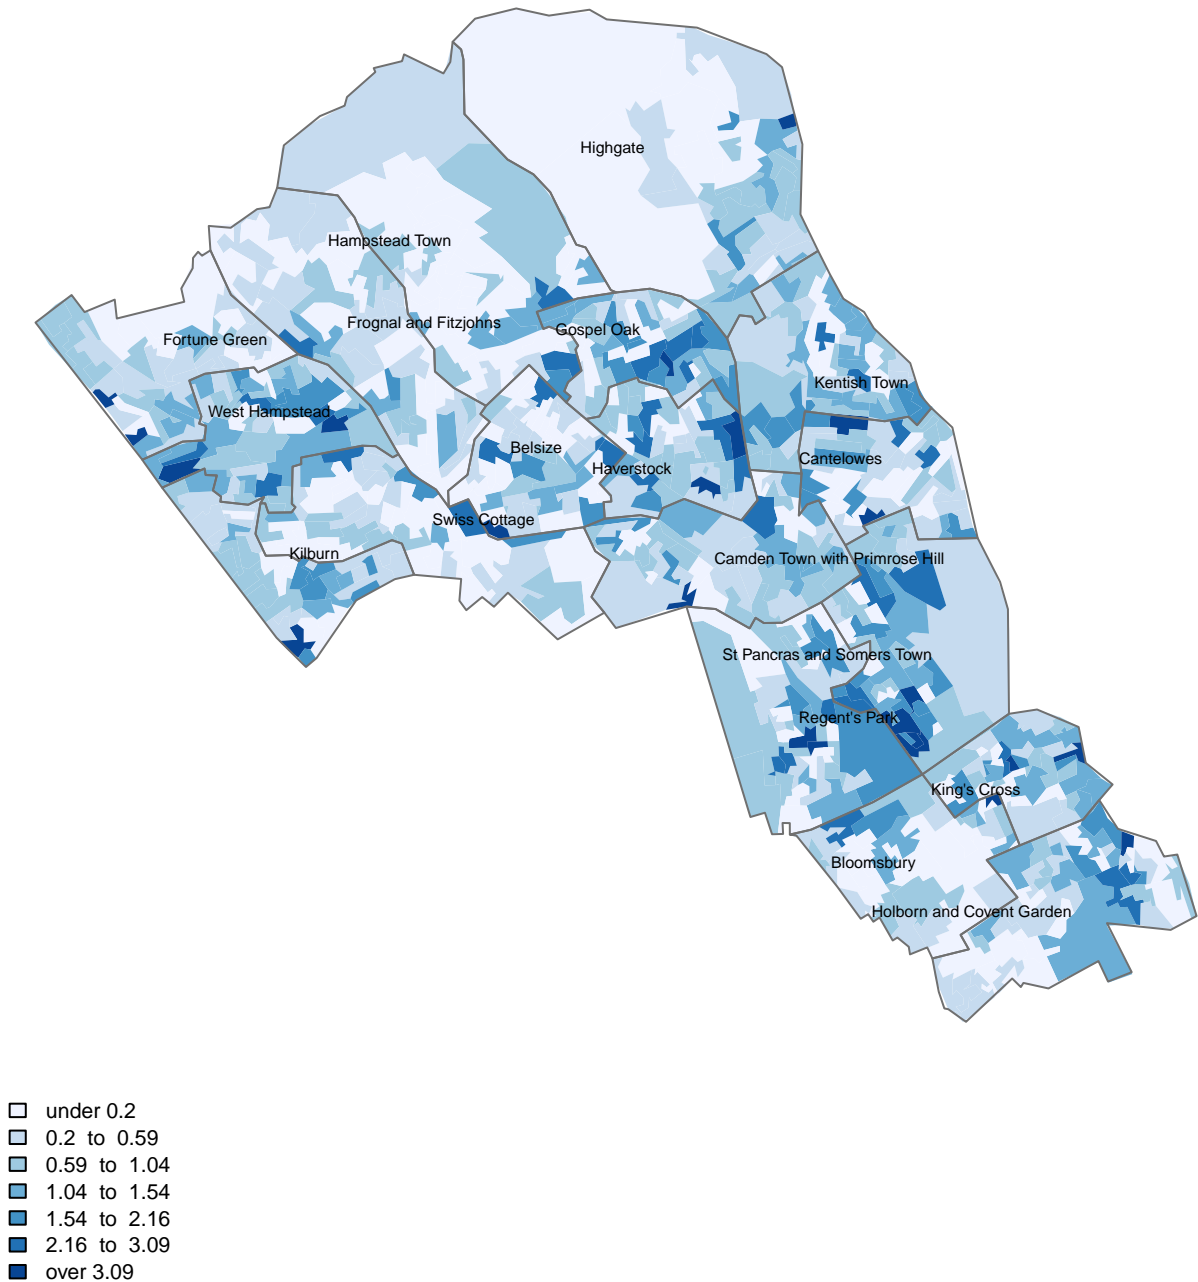 Highgate
Hampstead Town
Frognal and Fitzjohns
Gospel Oak
Fortune Green
Kentish Town
West Hampstead
Belsize
Cantelowes
Haverstock
Swiss Cottage
Kilburn
Camden Town with Primrose Hill
St Pancras and Somers Town
Regent's Park
King's Cross
Bloomsbury
Holborn and Covent Garden
under 0.2
0.2 to 0.59
0.59 to 1.04
1.04 to 1.54
1.54 to 2.16
2.16 to 3.09
over 3.09